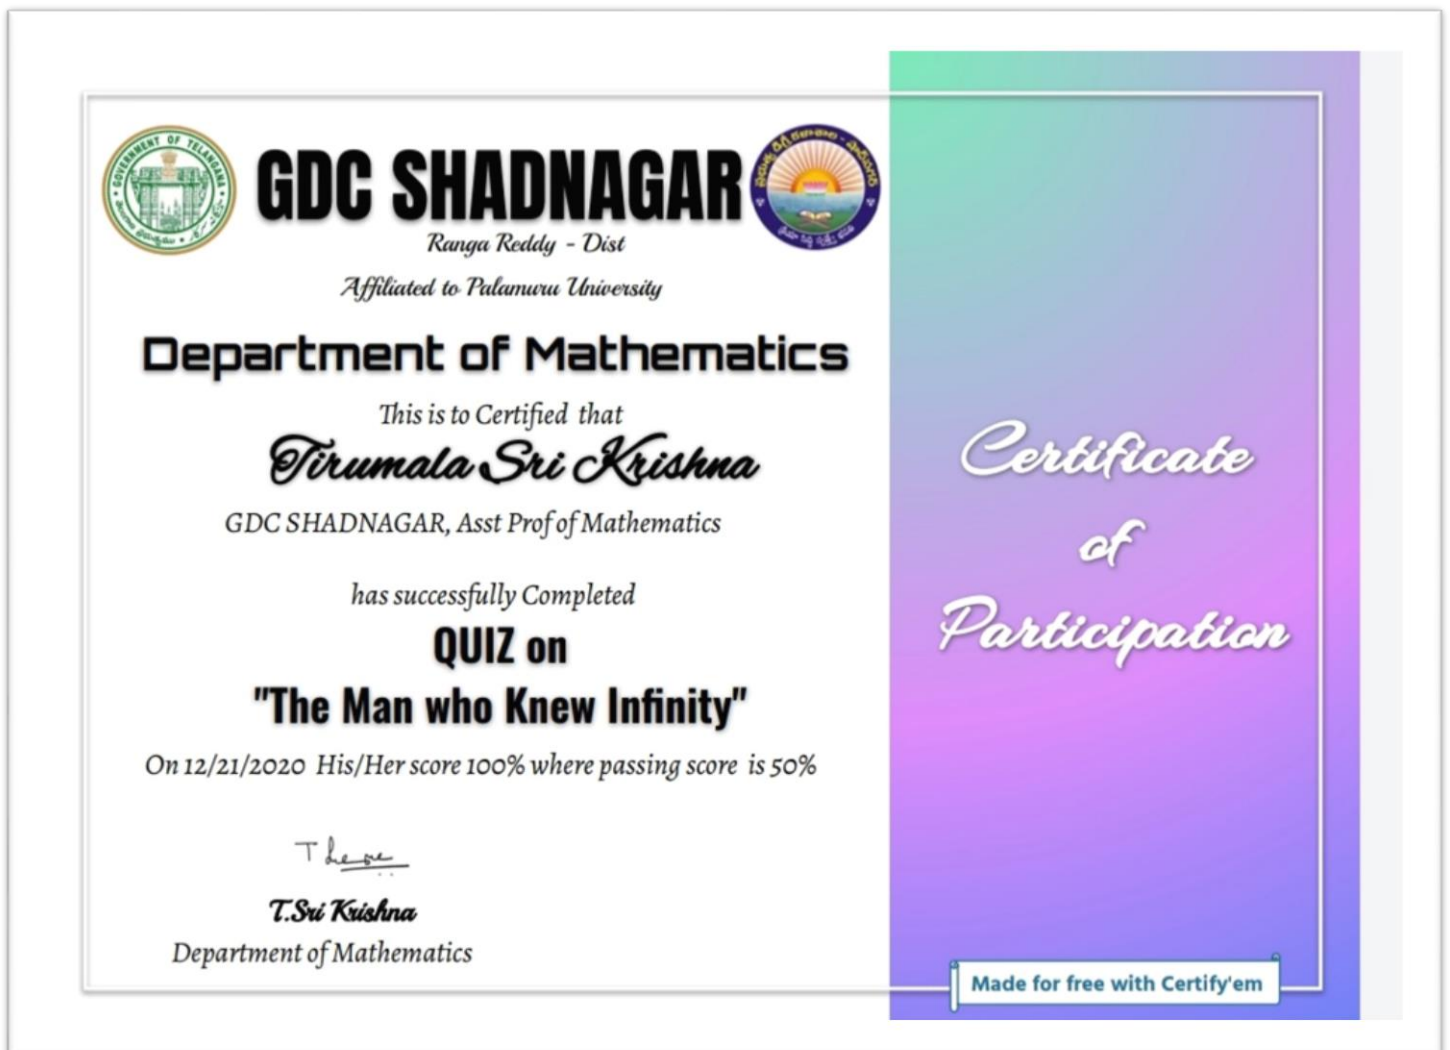 GOVERNMENT OF TELANGANA
GDC SHADNAGAR
Ranga Reddy - Dist
Affiliated to Palamuru University
Department of Mathematics
This is to Certified that
Tirumala Sri Krishna
GDC SHADNAGAR, Asst Prof of Mathematics
has successfully Completed
QUIZ on
"The Man who Knew Infinity"
On 12/21/2020 His/Her score 100% where passing score is 50%
T.Sri Krishna
Department of Mathematics
Certificate
of
Participation
Made for free with Certify'em